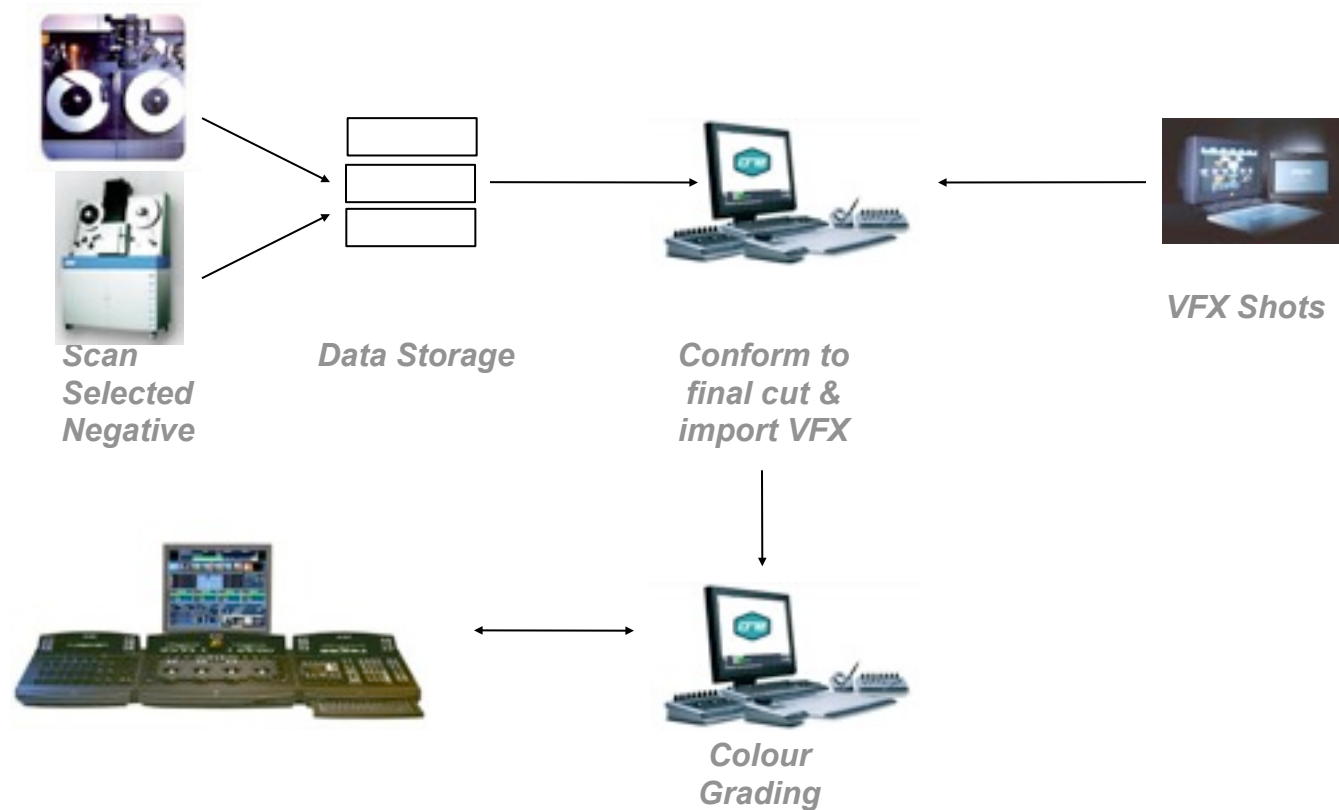 VFX Shots
Scan
Selected
Negative
Data Storage
Conform to
final cut &
import VFX
Colour
Grading